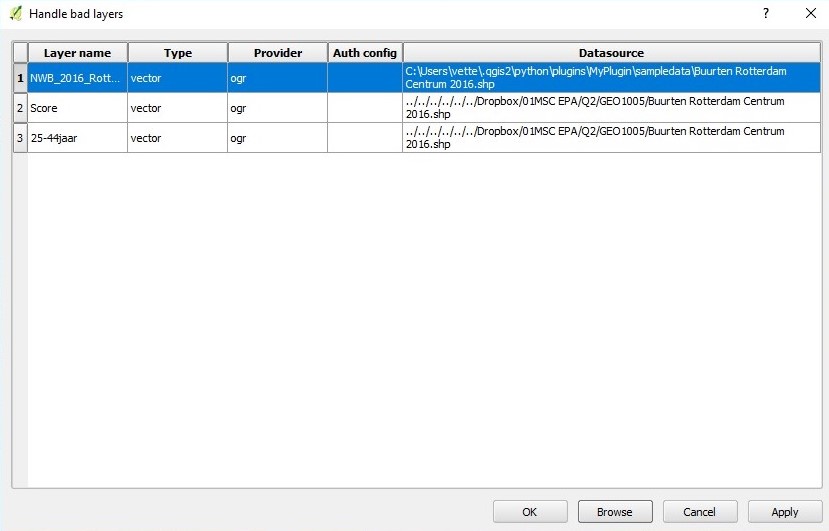 Handle bad layers
?
Layer name Type Provider Auth config Datasource
1 NWB_2016_Rott... vector ogr C:\Users\vette\.qgis2\python\plugins\MyPlugin\sampledata\Buurten Rotterdam
Centrum 2016.shp
2 Score vector ogr ../../../../../../Dropbox/01MSC EPA/Q2/GEO1005/Buurten Rotterdam Centrum
2016.shp
3 25-44jaar vector ogr ../../../../../../Dropbox/01MSC EPA/Q2/GEO1005/Buurten Rotterdam Centrum
2016.shp
OK Browse Cancel Apply